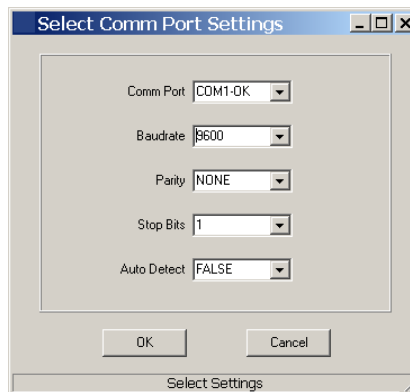 Select Comm Port Settings
Comm Port COM1-OK
Baudrate 9600
Parity NONE
Stop Bits 1
Auto Detect FALSE
OK Cancel
Select Settings